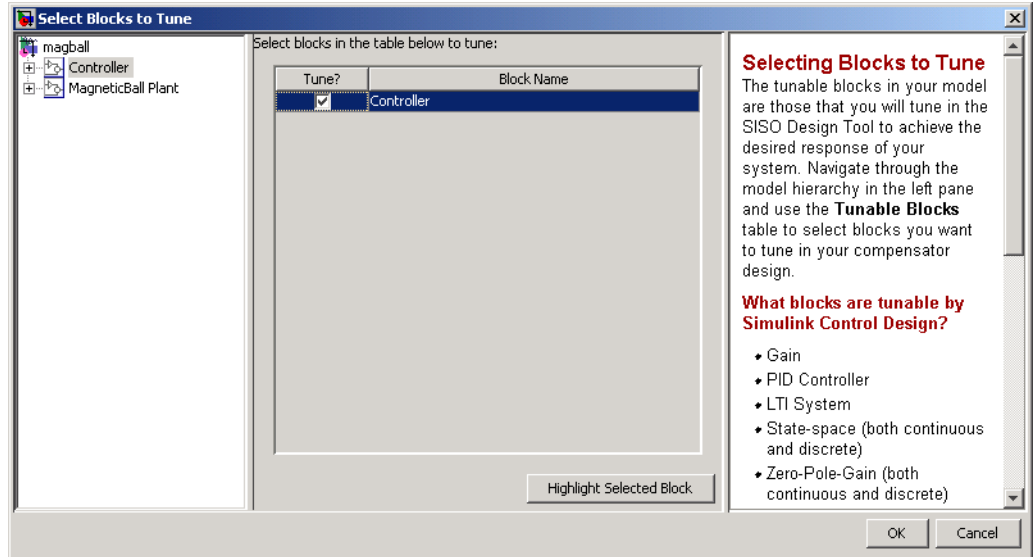 Select Blocks to Tune
magball
Controller
MagneticBall Plant
Select blocks in the table below to tune:
Tune? Block Name
Controller
Highlight Selected Block
Selecting Blocks to Tune
The tunable blocks in your model
are those that you will tune in the
SISO Design Tool to achieve the
desired response of your
system. Navigate through the
model hierarchy in the left pane
and use the Tunable Blocks
table to select blocks you want
to tune in your compensator
design.
What blocks are tunable by
Simulink Control Design?
Gain
PID Controller
LTI System
State-space (both continuous
and discrete)
Zero-Pole-Gain (both
continuous and discrete)
OK Cancel